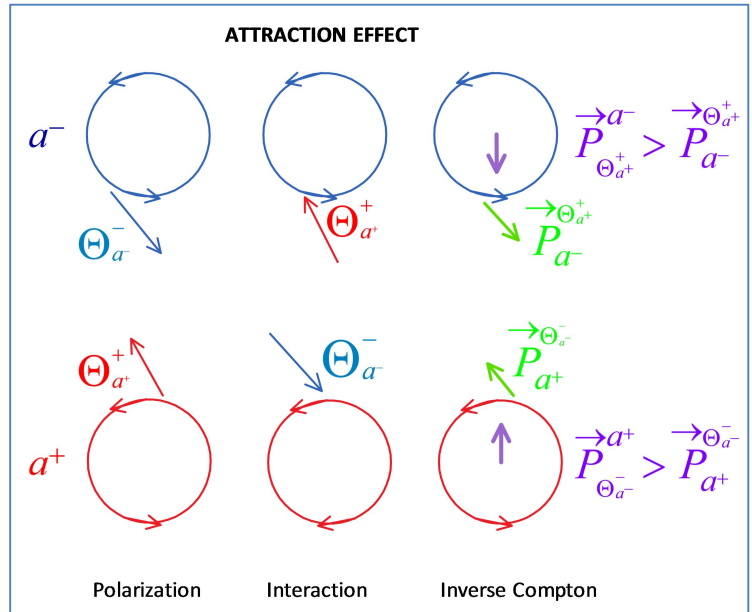 ATTRACTION EFFECT
a⁻
Θ⁻ₐ-
Θ⁺ₐ+
P⃗ᶿ⁺ₐ+ a⁻
P⃗ a⁻ Θ⁺ₐ+ > P⃗ Θ⁺ₐ+ a⁻
Θ⁺ₐ+
Θ⁻ₐ-
P⃗ Θ⁻ₐ- a⁺
a⁺
P⃗ a⁺ Θ⁻ₐ- > P⃗ Θ⁻ₐ- a⁺
Polarization Interaction Inverse Compton